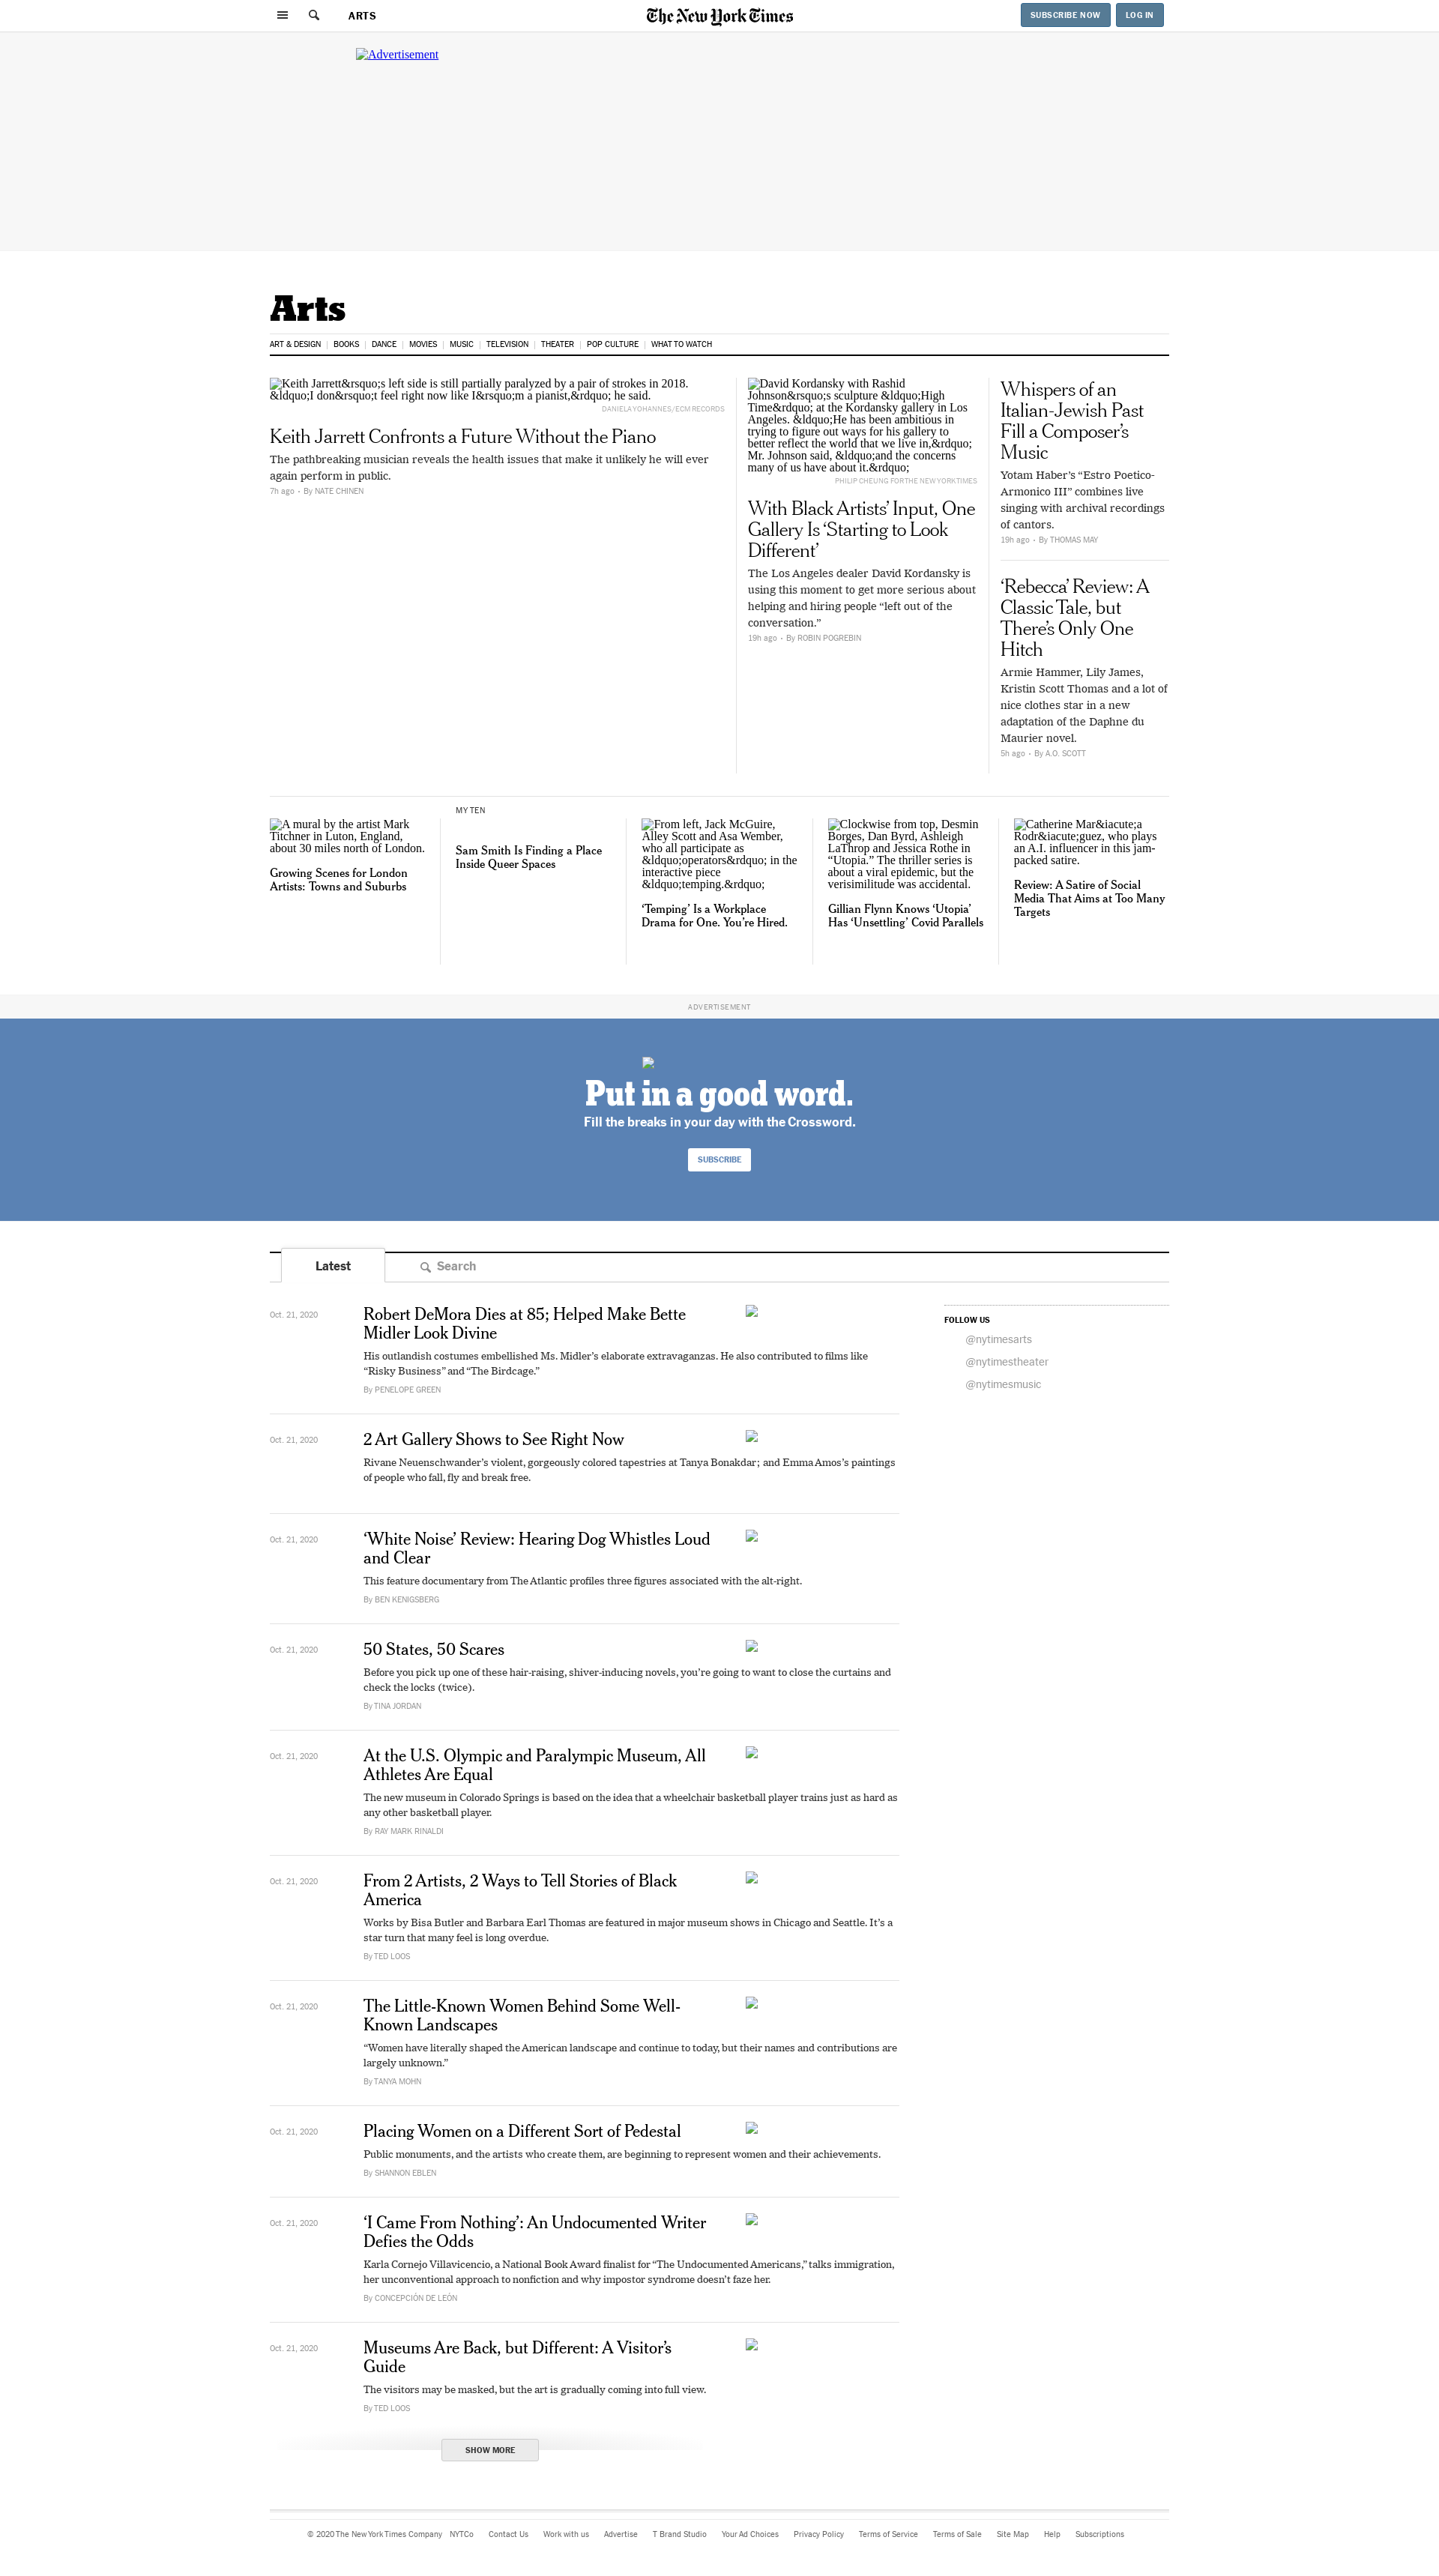 ARTS
The New York Times
SUBSCRIBE NOW
LOG IN
Advertisement
Arts
ART & DESIGN
BOOKS
DANCE
MOVIES
MUSIC
TELEVISION
THEATER
POP CULTURE
WHAT TO WATCH
Keith Jarrett&rsquo;s left side is still partially paralyzed by a pair of strokes in 2018.
&ldquo;I don&rsquo;t feel right now like I&rsquo;m a pianist,&rdquo; he said.
DANIELA YOHANNES/ECM RECORDS
Keith Jarrett Confronts a Future Without the Piano
The pathbreaking musician reveals the health issues that make it unlikely he will ever
again perform in public.
7h ago • By NATE CHINEN
David Kordansky with Rashid
Johnson&rsquo;s sculpture &ldquo;High
Time&rdquo; at the Kordansky gallery in Los
Angeles. &ldquo;He has been ambitious in
trying to figure out ways for his gallery to
better reflect the world that we live in,&rdquo;
Mr. Johnson said, &ldquo;and the concerns
many of us have about it.&rdquo;
PHILIP CHEUNG FOR THE NEW YORK TIMES
With Black Artists’ Input, One
Gallery Is ‘Starting to Look
Different’
The Los Angeles dealer David Kordansky is
using this moment to get more serious about
helping and hiring people “left out of the
conversation.”
19h ago • By ROBIN POGREBIN
Whispers of an
Italian-Jewish Past
Fill a Composer’s
Music
Yotam Haber’s “Estro Poetico-
Armonico III” combines live
singing with archival recordings
of cantors.
19h ago • By THOMAS MAY
‘Rebecca’ Review: A
Classic Tale, but
There’s Only One
Hitch
Armie Hammer, Lily James,
Kristin Scott Thomas and a lot of
nice clothes star in a new
adaptation of the Daphne du
Maurier novel.
5h ago • By A.O. SCOTT
A mural by the artist Mark
Titchner in Luton, England,
about 30 miles north of London.
Growing Scenes for London
Artists: Towns and Suburbs
MY TEN
Sam Smith Is Finding a Place
Inside Queer Spaces
From left, Jack McGuire,
Alley Scott and Asa Wember,
who all participate as
&ldquo;operators&rdquo; in the
interactive piece
&ldquo;temping.&rdquo;
‘Temping’ Is a Workplace
Drama for One. You’re Hired.
Clockwise from top, Desmin
Borges, Dan Byrd, Ashleigh
LaThrop and Jessica Rothe in
“Utopia.” The thriller series is
about a viral epidemic, but the
verisimilitude was accidental.
Gillian Flynn Knows ‘Utopia’
Has ‘Unsettling’ Covid Parallels
Catherine Mar&iacute;a
Rodr&iacute;guez, who plays
an A.I. influencer in this jam-
packed satire.
Review: A Satire of Social
Media That Aims at Too Many
Targets
ADVERTISEMENT
Put in a good word.
Fill the breaks in your day with the Crossword.
SUBSCRIBE
Latest
Search
Oct. 21, 2020
Robert DeMora Dies at 85; Helped Make Bette
Midler Look Divine
His outlandish costumes embellished Ms. Midler’s elaborate extravaganzas. He also contributed to films like
“Risky Business” and “The Birdcage.”
By PENELOPE GREEN
FOLLOW US
@nytimesarts
@nytimestheater
@nytimesmusic
Oct. 21, 2020
2 Art Gallery Shows to See Right Now
Rivane Neuenschwander’s violent, gorgeously colored tapestries at Tanya Bonakdar; and Emma Amos’s paintings
of people who fall, fly and break free.
Oct. 21, 2020
‘White Noise’ Review: Hearing Dog Whistles Loud
and Clear
This feature documentary from The Atlantic profiles three figures associated with the alt-right.
By BEN KENIGSBERG
Oct. 21, 2020
50 States, 50 Scares
Before you pick up one of these hair-raising, shiver-inducing novels, you’re going to want to close the curtains and
check the locks (twice).
By TINA JORDAN
Oct. 21, 2020
At the U.S. Olympic and Paralympic Museum, All
Athletes Are Equal
The new museum in Colorado Springs is based on the idea that a wheelchair basketball player trains just as hard as
any other basketball player.
By RAY MARK RINALDI
Oct. 21, 2020
From 2 Artists, 2 Ways to Tell Stories of Black
America
Works by Bisa Butler and Barbara Earl Thomas are featured in major museum shows in Chicago and Seattle. It’s a
star turn that many feel is long overdue.
By TED LOOS
Oct. 21, 2020
The Little-Known Women Behind Some Well-
Known Landscapes
“Women have literally shaped the American landscape and continue to today, but their names and contributions are
largely unknown.”
By TANYA MOHN
Oct. 21, 2020
Placing Women on a Different Sort of Pedestal
Public monuments, and the artists who create them, are beginning to represent women and their achievements.
By SHANNON EBLEN
Oct. 21, 2020
‘I Came From Nothing’: An Undocumented Writer
Defies the Odds
Karla Cornejo Villavicencio, a National Book Award finalist for “The Undocumented Americans,” talks immigration,
her unconventional approach to nonfiction and why impostor syndrome doesn’t faze her.
By CONCEPCIÓN DE LEÓN
Oct. 21, 2020
Museums Are Back, but Different: A Visitor’s
Guide
The visitors may be masked, but the art is gradually coming into full view.
By TED LOOS
SHOW MORE
© 2020 The New York Times Company NYTCo Contact Us Work with us Advertise T Brand Studio Your Ad Choices Privacy Policy Terms of Service Terms of Sale Site Map Help Subscriptions